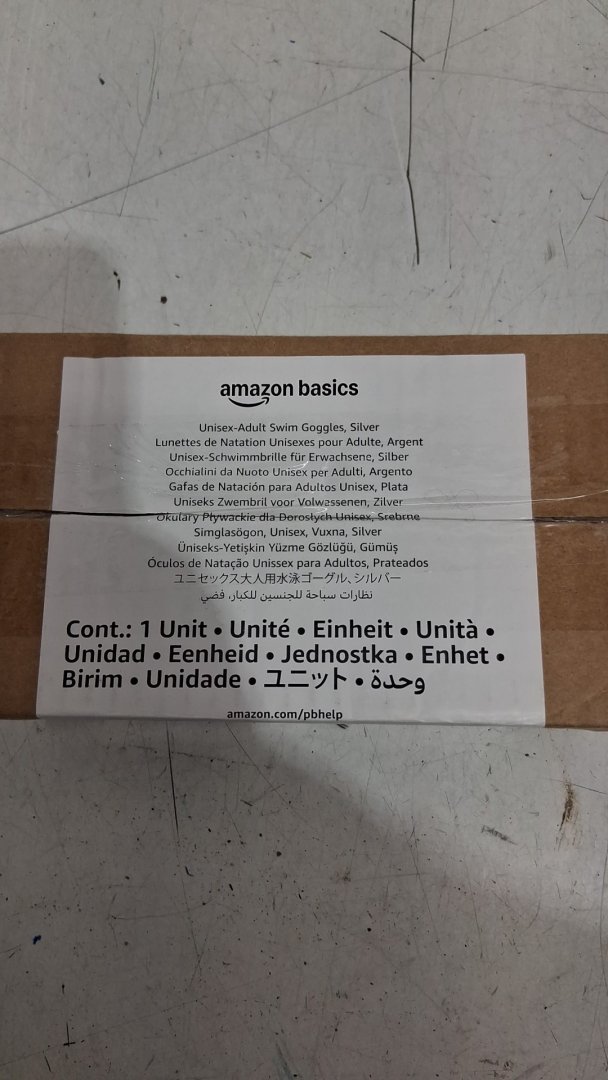 amazon basics
Unisex-Adult Swim Goggles, Silver
Lunettes de Natation Unisexes pour Adulte, Argent
Unisex-Schwimmbrille für Erwachsene, Silber
Occhialini da Nuoto Unisex per Adulti, Argento
Gafas de Natación para Adultos Unisex, Plata
Uniseks Zwembril voor Volwassenen, Zilver
Okulary Pływackie dla Dorosłych Unisex, Srebrne
Simglasögon, Unisex, Vuxna, Silver
Üniseks-Yetişkin Yüzme Gözlüğü, Gümüş
Óculos de Natação Unissex para Adultos, Prateados
ユニセックス大人用水泳ゴーグル、シルバー
نظارات سباحة للجنسين للكبار، فضي
Cont.: 1 Unit • Unité • Einheit • Unità •
Unidad • Eenheid • Jednostka • Enhet •
Birim • Unidade • ユニット • وحدة
amazon.com/pbhelp